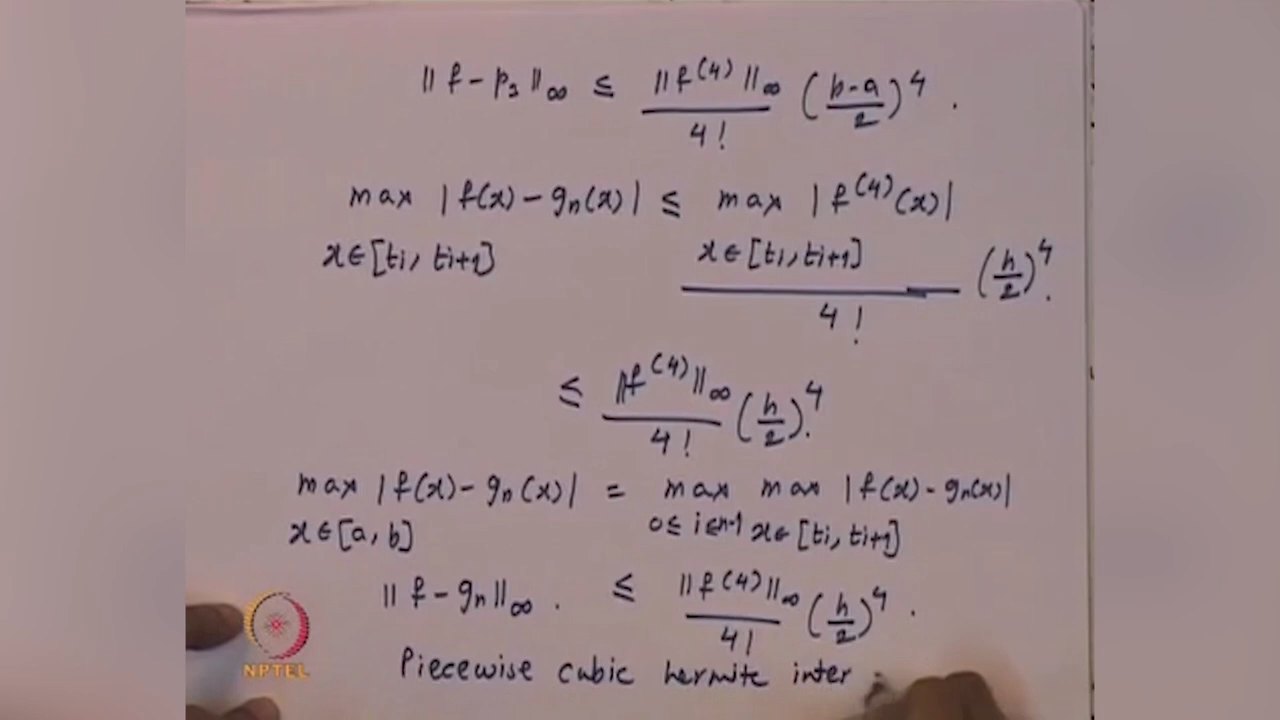 ‖ f - p₃ ‖∞ ≤ ‖ f⁽⁴⁾ ‖∞ / 4! ((b-a)/2)⁴ .
max |f(x) - gₙ(x)| ≤ max |f⁽⁴⁾(x)|
x∈[ti, ti+1] x∈[ti, ti+1] / 4! (h/2)⁴.
≤ ‖f⁽⁴⁾‖∞ / 4! (h/2)⁴.
max |f(x) - gₙ(x)| = max max |f(x) - gₙ(x)|
x∈[a, b] 0≤ i≤n-1 x∈[ti, ti+1]
‖ f - gₙ ‖∞ . ≤ ‖f⁽⁴⁾‖∞ / 4! (h/2)⁴ .
Piecewise cubic hermite inter
NPTEL